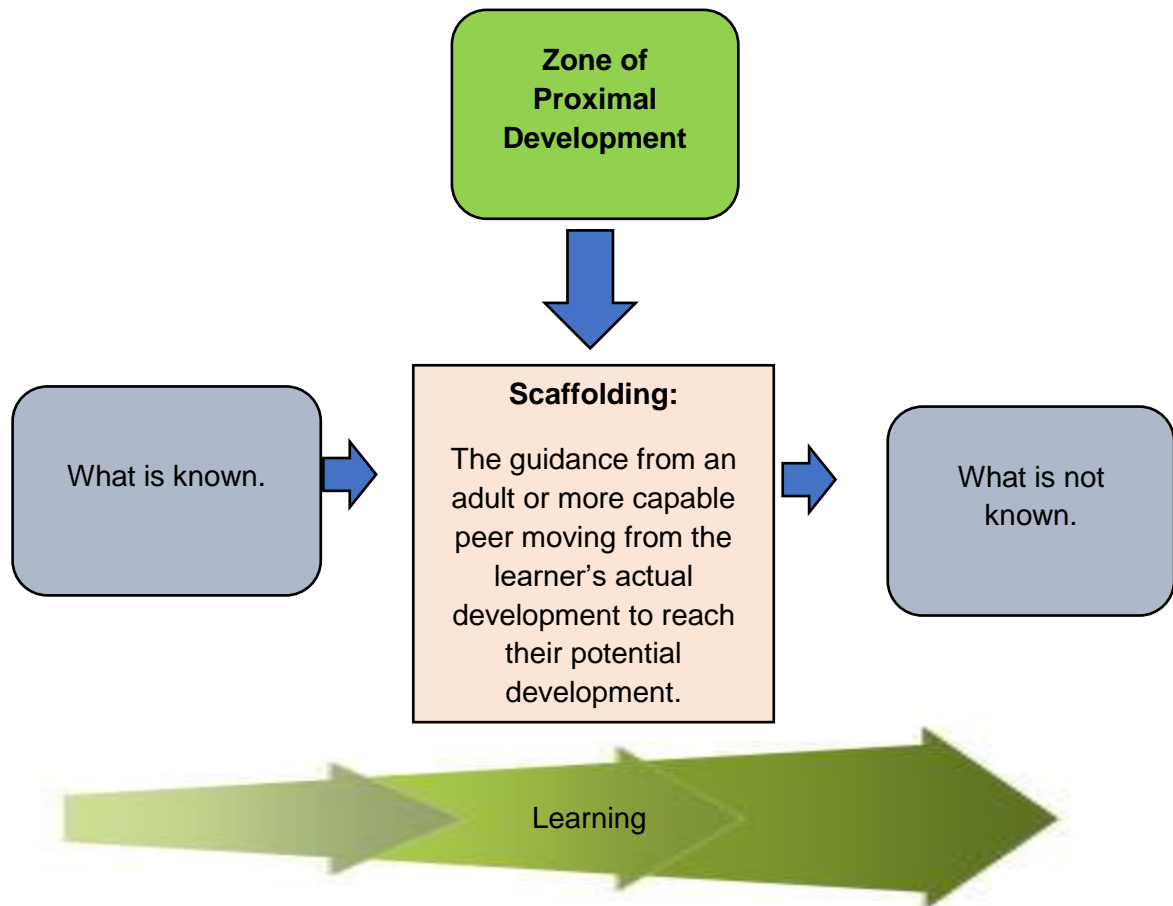 Zone of
Proximal
Development
What is known.
Scaffolding:
The guidance from an
adult or more capable
peer moving from the
learner’s actual
development to reach
their potential
development.
What is not
known.
Learning